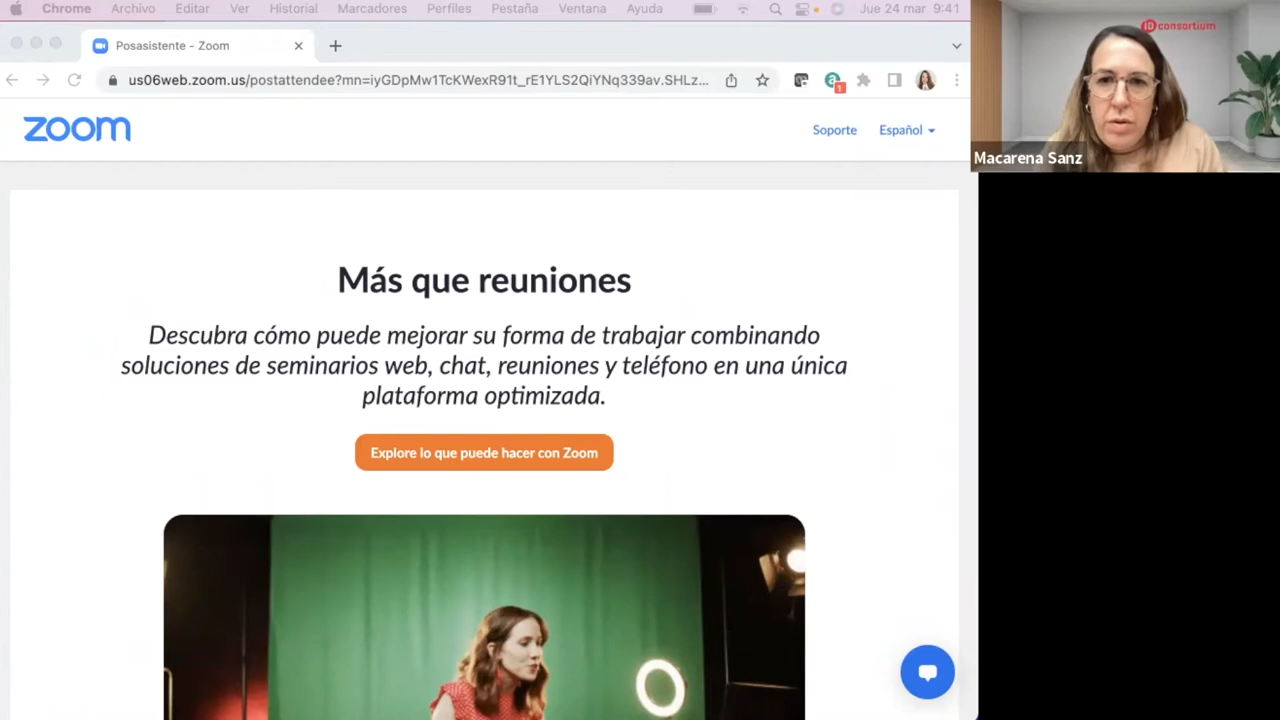 Chrome Archivo Editar Ver Historial Marcadores Perfiles Pestaña Ventana Ayuda Jue 24 mar 9:41
Posasistente - Zoom
us06web.zoom.us/postattendee?mn=iyGDpMw1TcKWexR91t_rE1YLS2QiYNq339av.SHLz...
a
1
zoom
Soporte Español
Más que reuniones
Descubra cómo puede mejorar su forma de trabajar combinando
soluciones de seminarios web, chat, reuniones y teléfono en una única
plataforma optimizada.
Explore lo que puede hacer con Zoom
iD consortium
Macarena Sanz